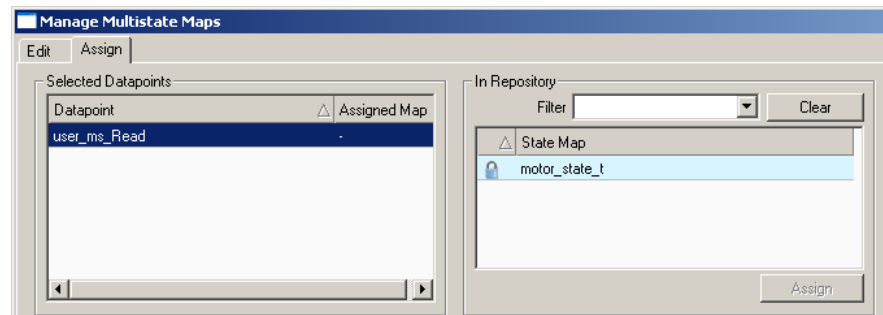 Manage Multistate Maps
Edit Assign
Selected Datapoints
Datapoint Assigned Map
user_ms_Read -
In Repository
Filter Clear
State Map
motor_state_t
Assign